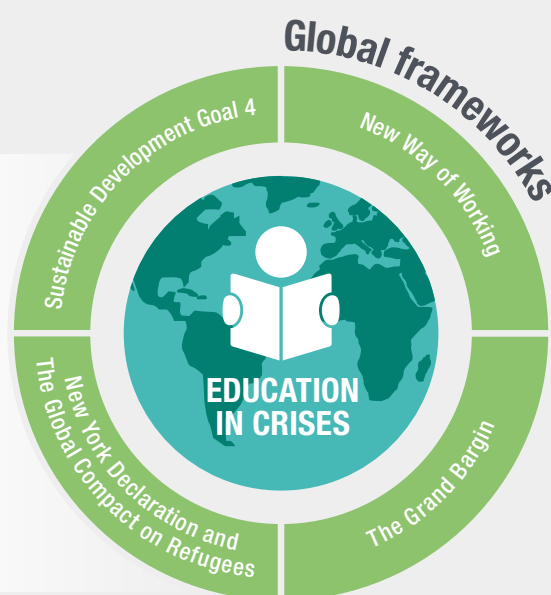 Global frameworks
Sustainable Development Goal 4
New Way of Working
EDUCATION
IN CRISES
New York Declaration and
The Global Compact on Refugees
The Grand Bargin